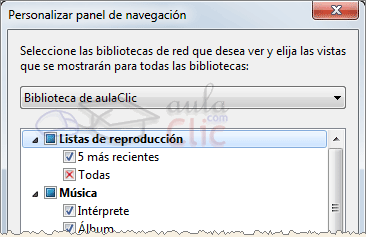 Personalizar panel de navegación
Seleccione las bibliotecas de red que desea ver y elija las vistas
que se mostrarán para todas las bibliotecas:
Biblioteca de aulaClic
aula
.com
Clic
Listas de reproducción
5 más recientes
Todas
Música
Intérprete
Álbum